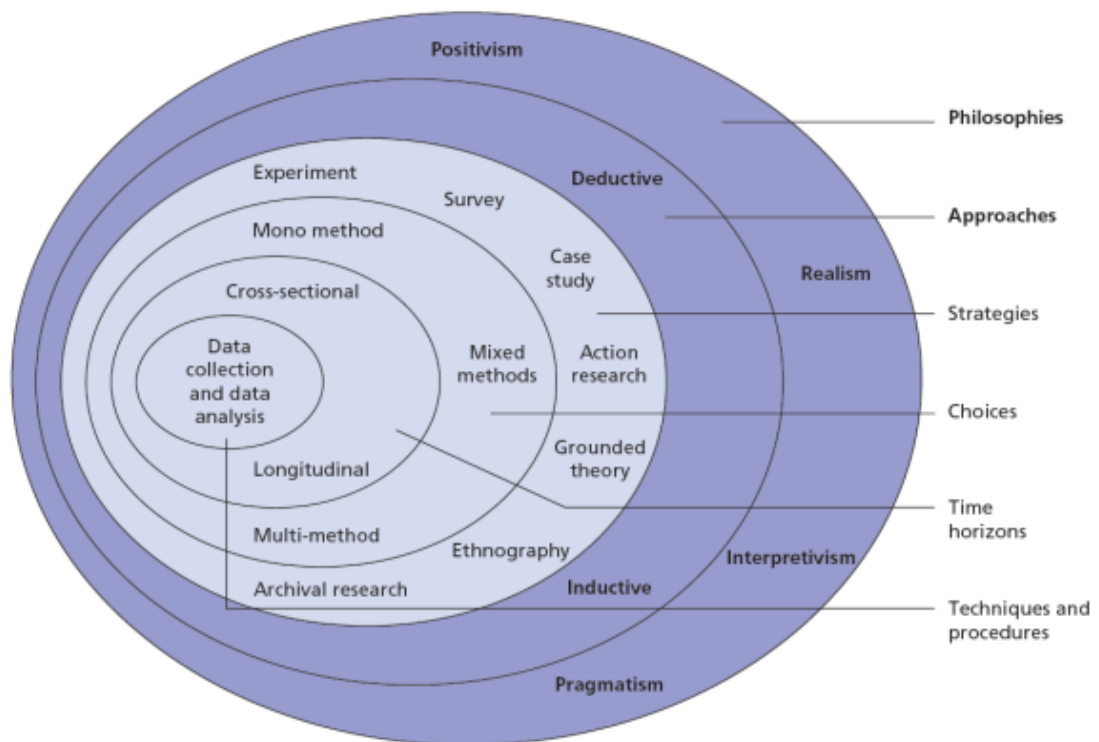 Positivism
Philosophies
Experiment
Deductive
Survey
Approaches
Mono method
Case
study
Realism
Cross-sectional
Strategies
Data
collection
and data
analysis
Mixed
methods
Action
research
Choices
Grounded
theory
Longitudinal
Time
horizons
Multi-method
Ethnography
Interpretivism
Archival research
Inductive
Techniques and
procedures
Pragmatism